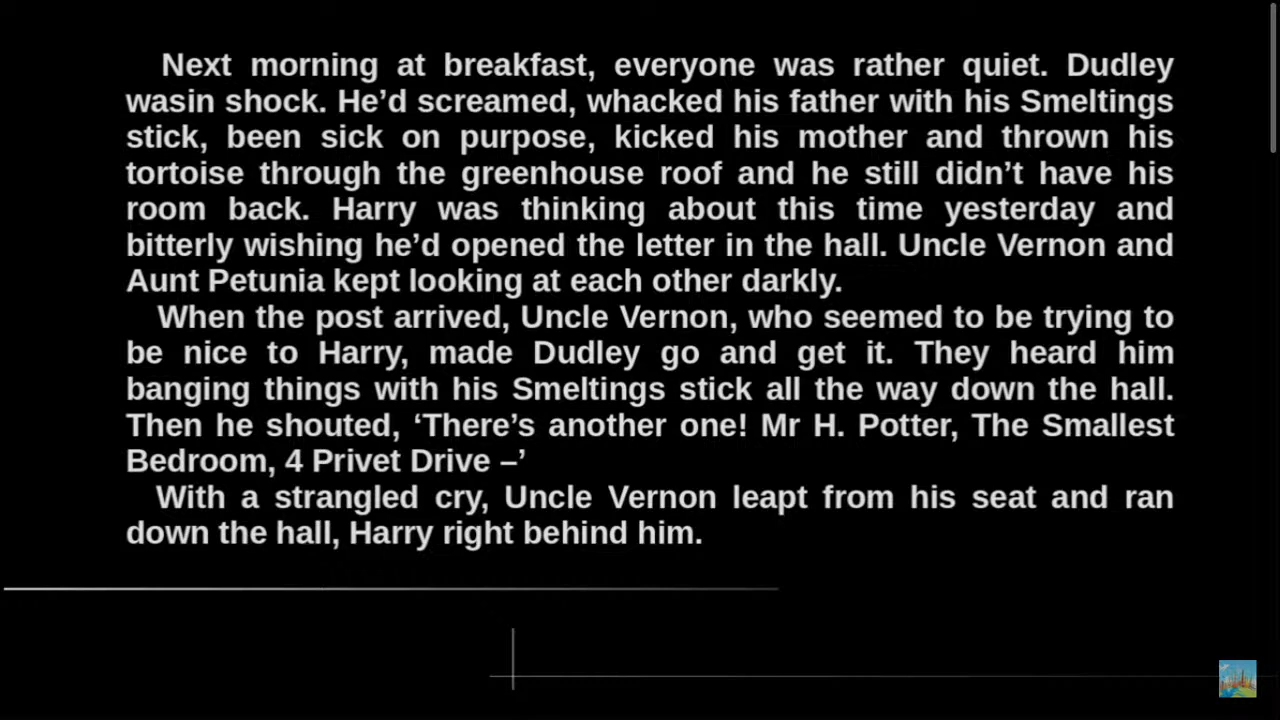 Next morning at breakfast, everyone was rather quiet. Dudley
wasin shock. He’d screamed, whacked his father with his Smeltings
stick, been sick on purpose, kicked his mother and thrown his
tortoise through the greenhouse roof and he still didn’t have his
room back. Harry was thinking about this time yesterday and
bitterly wishing he’d opened the letter in the hall. Uncle Vernon and
Aunt Petunia kept looking at each other darkly.
When the post arrived, Uncle Vernon, who seemed to be trying to
be nice to Harry, made Dudley go and get it. They heard him
banging things with his Smeltings stick all the way down the hall.
Then he shouted, ‘There’s another one! Mr H. Potter, The Smallest
Bedroom, 4 Privet Drive –’
With a strangled cry, Uncle Vernon leapt from his seat and ran
down the hall, Harry right behind him.